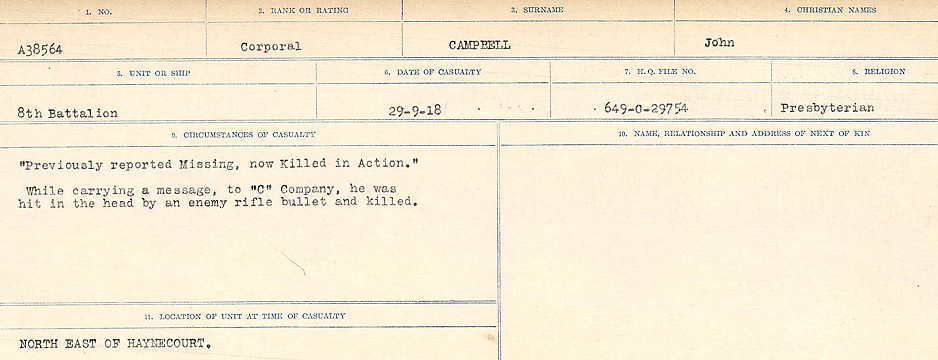 1. NO. 2. RANK OR RATING 3. SURNAME 4. CHRISTIAN NAMES
A38564 Corporal CAMPBELL John
5. UNIT OR SHIP 6. DATE OF CASUALTY 7. H.Q. FILE NO. 8. RELIGION
8th Battalion 29-9-18 649-C-29754 Presbyterian
9. CIRCUMSTANCES OF CASUALTY
"Previously reported Missing, now Killed in Action."
While carrying a message, to "C" Company, he was
hit in the head by an enemy rifle bullet and killed.
10. NAME, RELATIONSHIP AND ADDRESS OF NEXT OF KIN
11. LOCATION OF UNIT AT TIME OF CASUALTY
NORTH EAST OF HAYNECOURT.